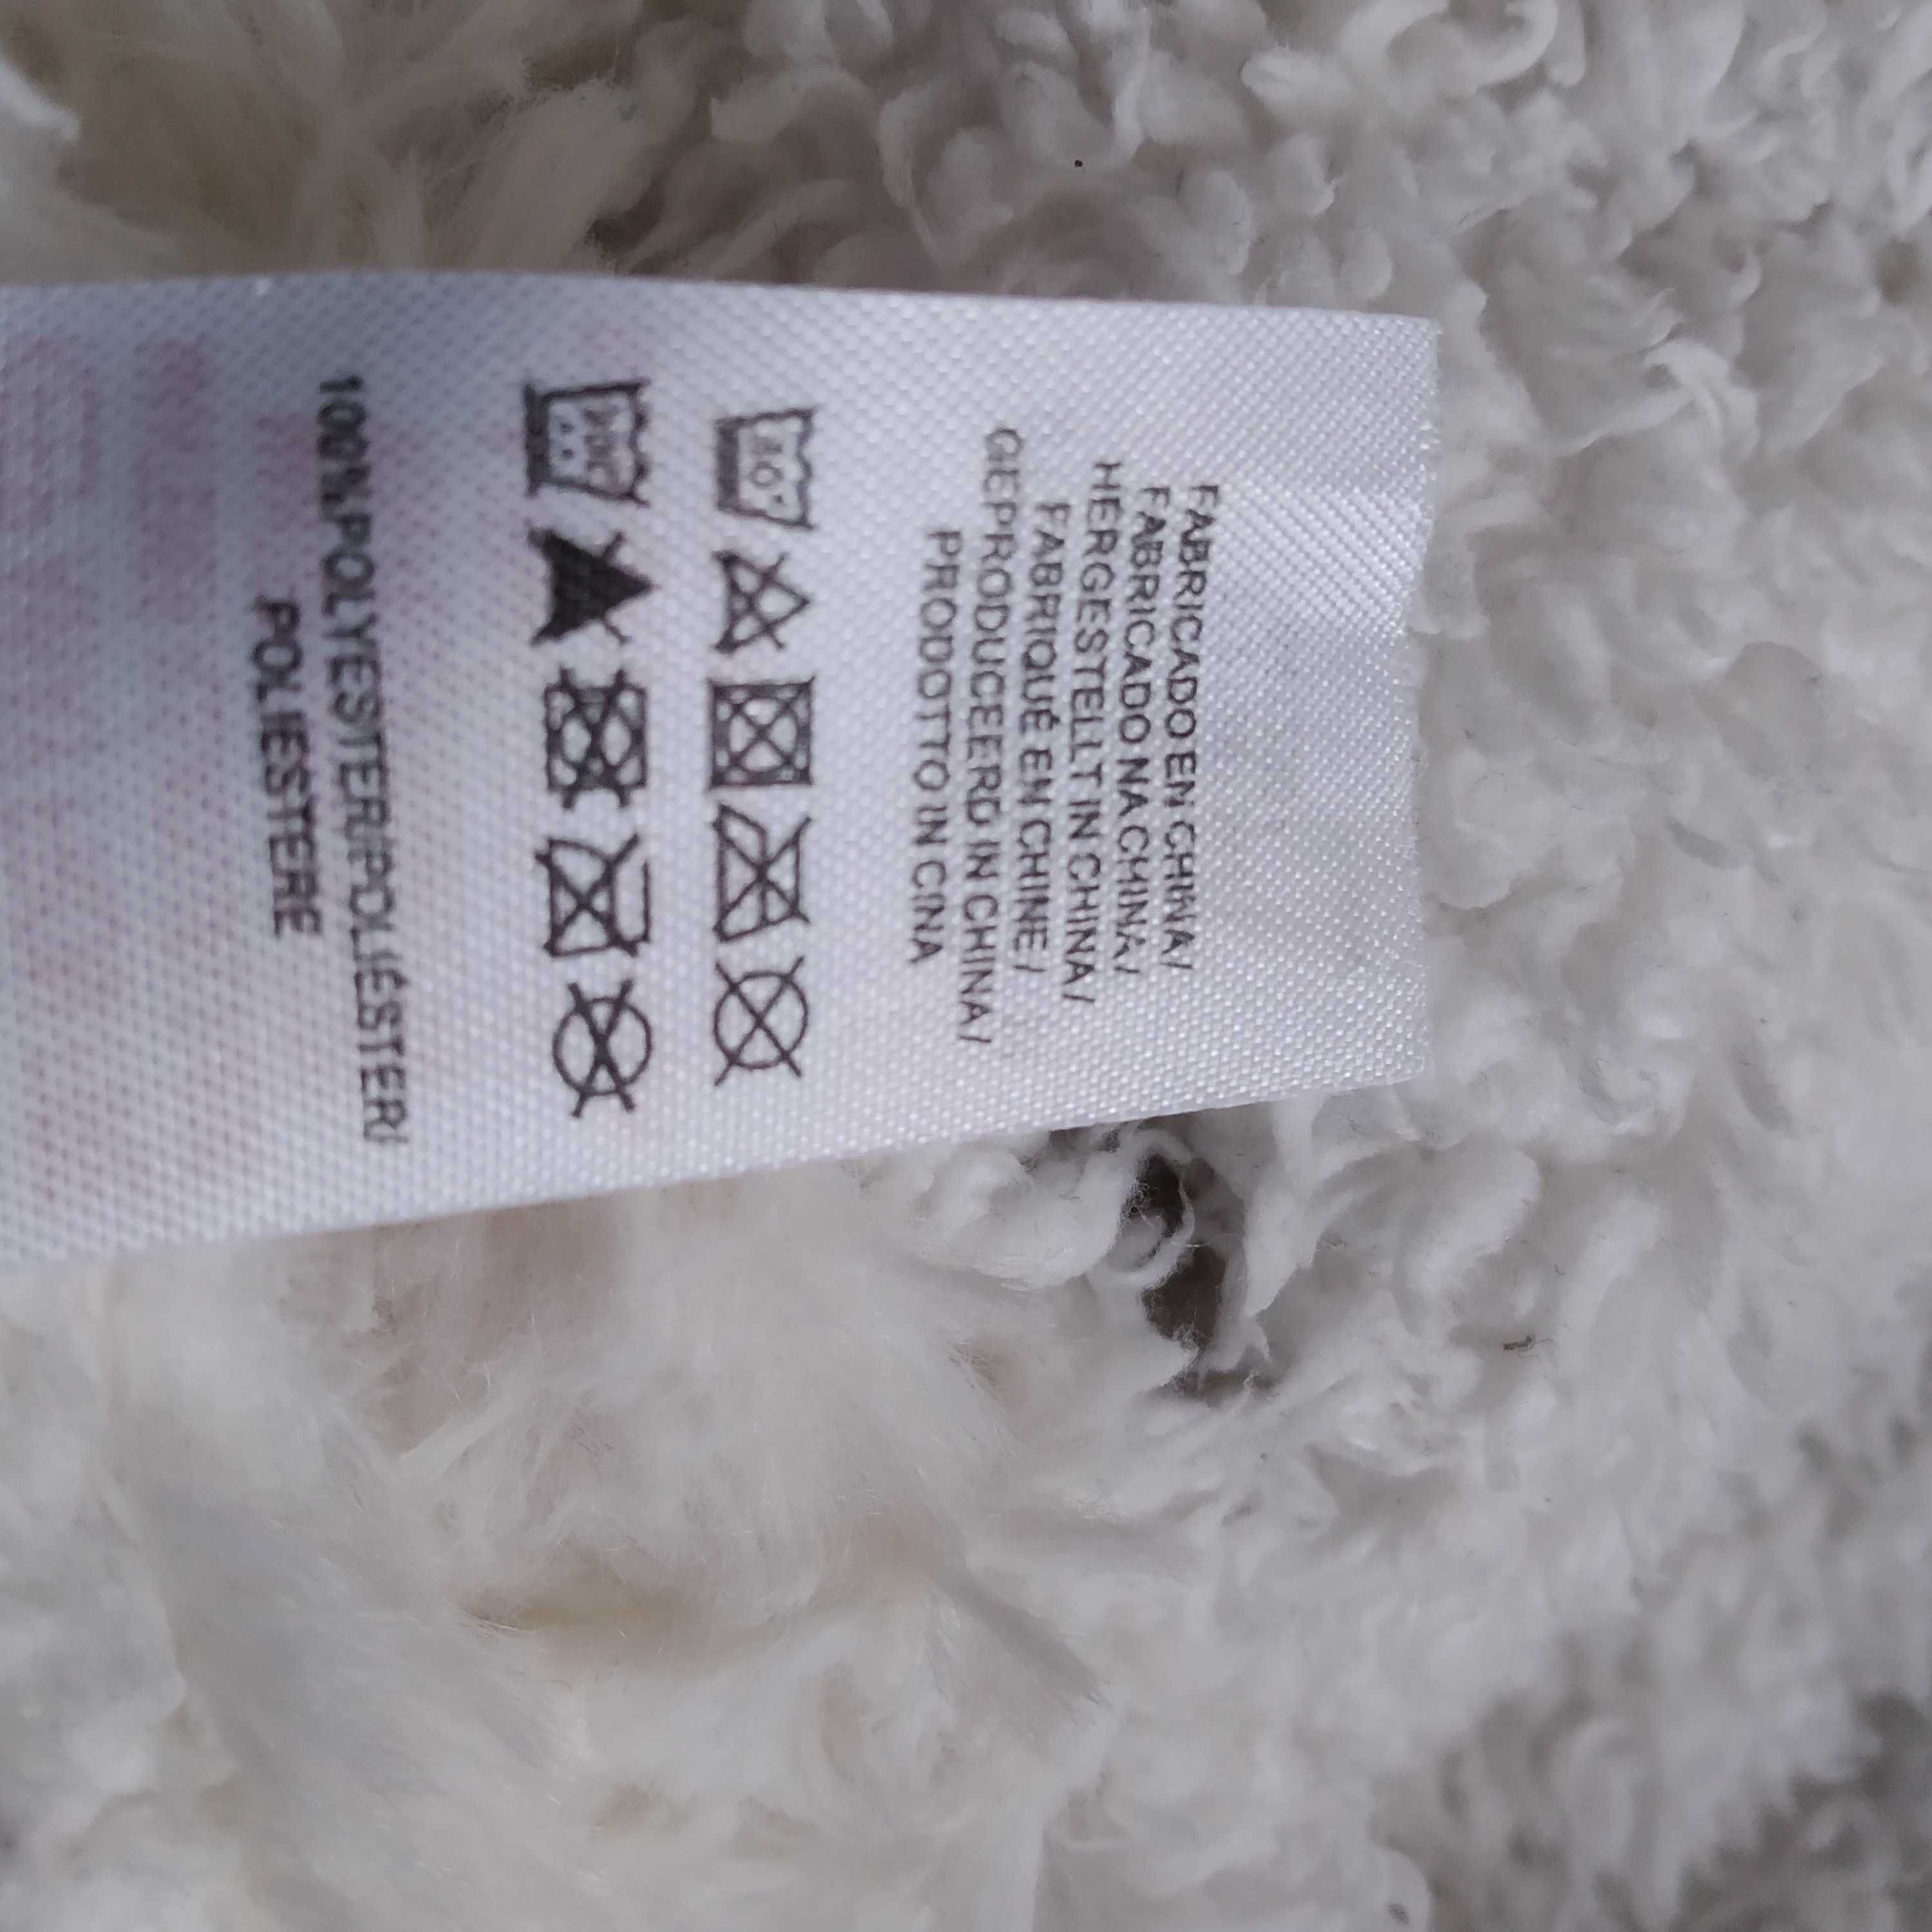 FABRICADO EN CHINA/
FABRICADO NA CHINA/
HERGESTELLT IN CHINA/
FABRIQUÉ EN CHINE/
GEPRODUCEERD IN CHINA/
PRODOTTO IN CINA
30°
30°C
100%POLYESTER/POLIÉSTER/
POLIESTERE